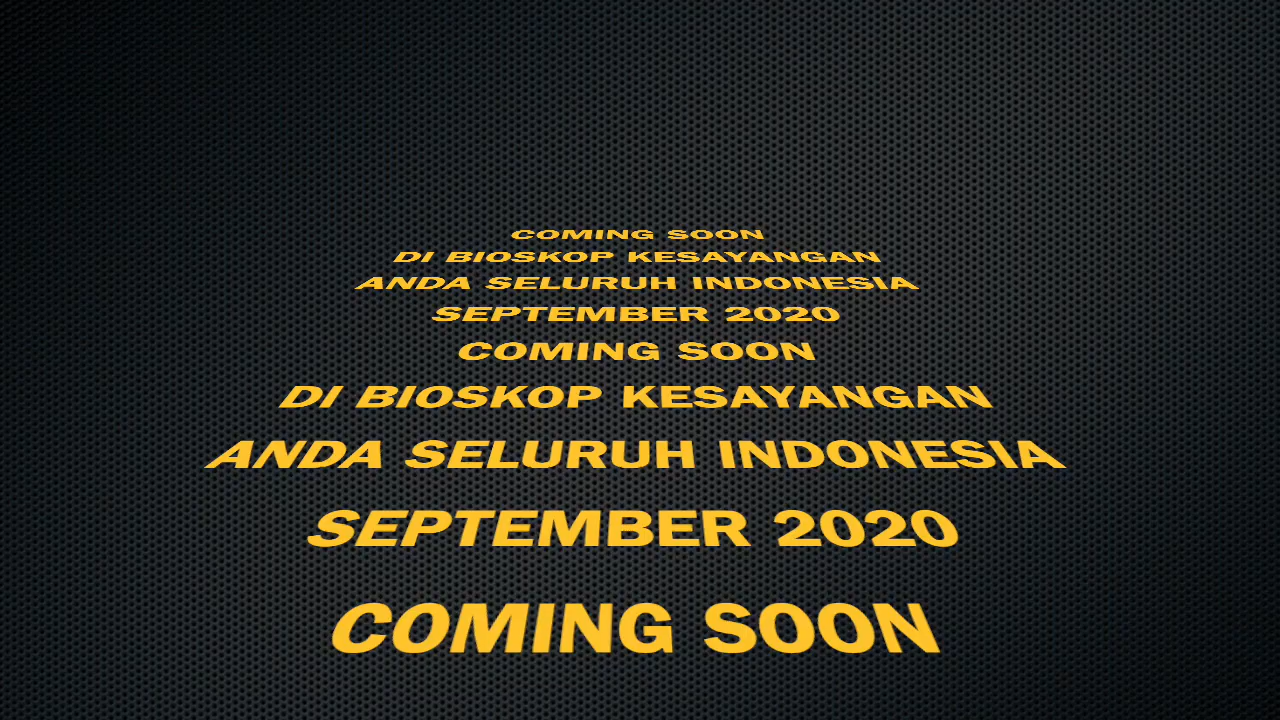 COMING SOON
DI BIOSKOP KESAYANGAN
ANDA SELURUH INDONESIA
SEPTEMBER 2020
COMING SOON
DI BIOSKOP KESAYANGAN
ANDA SELURUH INDONESIA
SEPTEMBER 2020
COMING SOON